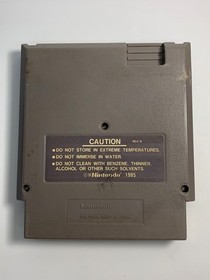 CAUTION
• DO NOT STORE IN EXTREME TEMPERATURES.
• DO NOT IMMERSE IN WATER.
• DO NOT CLEAN WITH BENZENE, THINNER,
ALCOHOL OR OTHER SUCH SOLVENTS.
©Nintendo 1985
Nintendo